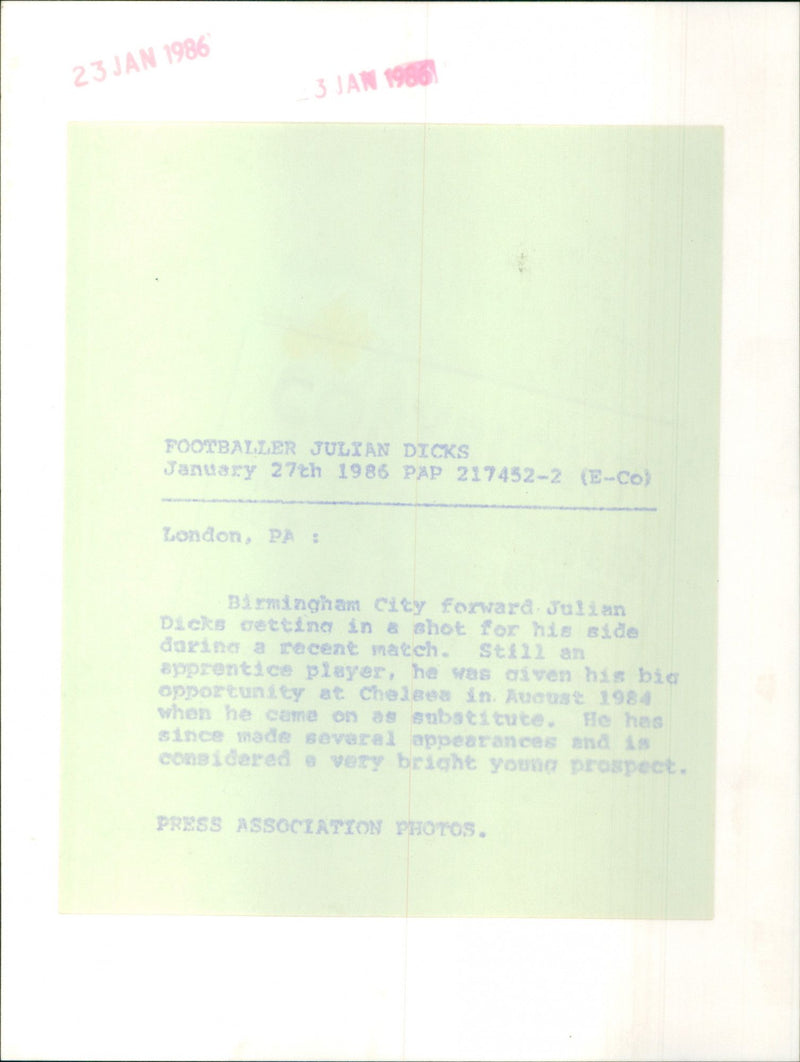 23 JAN 1986
3 JAN 1986
FOOTBALLER JULIAN DICKS
January 27th 1986 PAP 217452-2 (E-Co)
London, PA :
Birmingham City forward Julian
Dicks getting in a shot for his side
during a recent match. Still an
apprentice player, he was given his big
opportunity at Chelsea in August 1984
when he came on as substitute. He has
since made several appearances and is
considered a very bright young prospect.
PRESS ASSOCIATION PHOTOS.